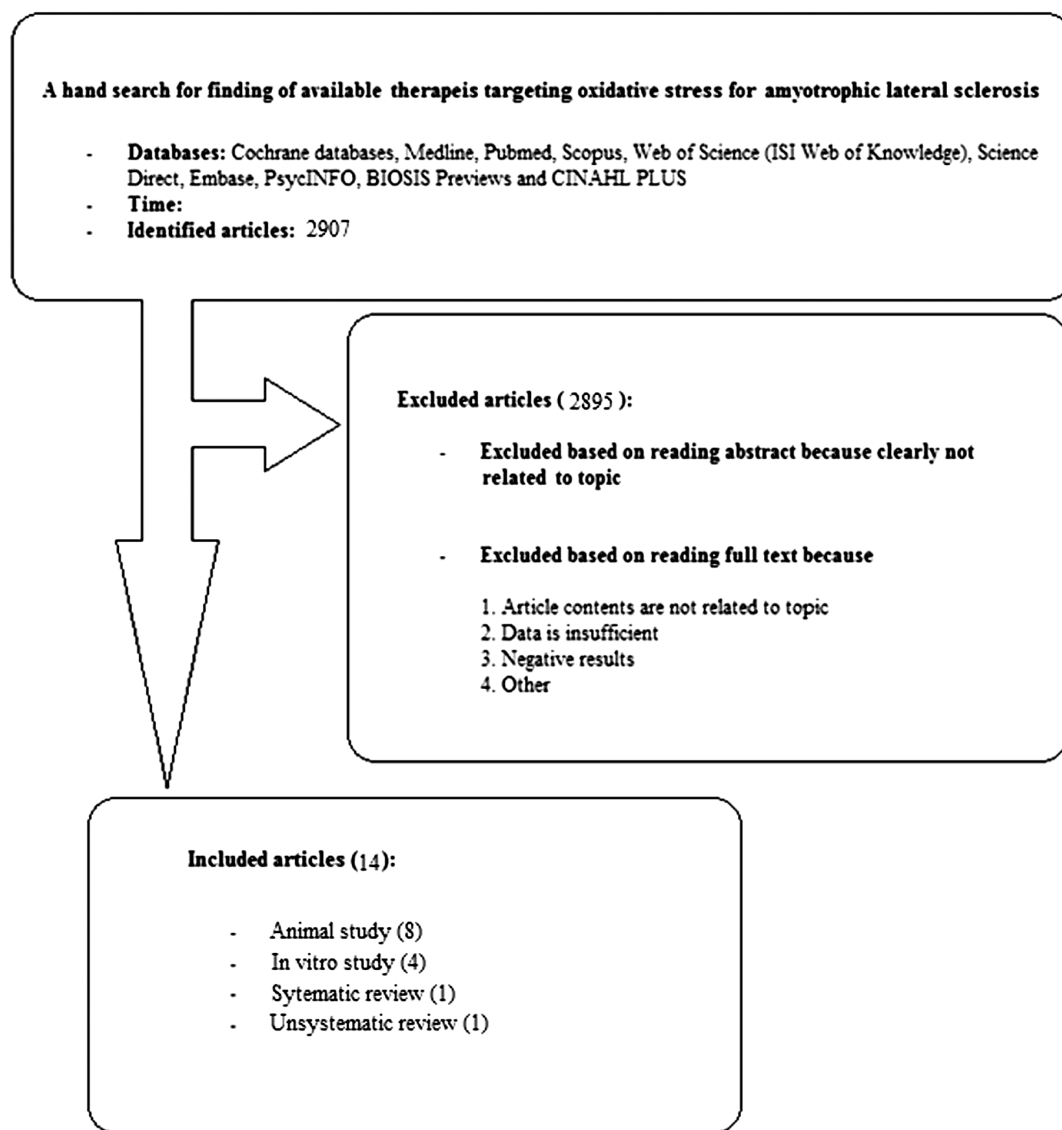 A hand search for finding of available therapeis targeting oxidative stress for amyotrophic lateral sclerosis
- Databases: Cochrane databases, Medline, Pubmed, Scopus, Web of Science (ISI Web of Knowledge), Science
Direct, Embase, PsycINFO, BIOSIS Previews and CINAHL PLUS
- Time:
- Identified articles: 2907
Excluded articles ( 2895 ):
- Excluded based on reading abstract because clearly not
related to topic
- Excluded based on reading full text because
1. Article contents are not related to topic
2. Data is insufficient
3. Negative results
4. Other
Included articles (14):
- Animal study (8)
- In vitro study (4)
- Sytematic review (1)
- Unsystematic review (1)